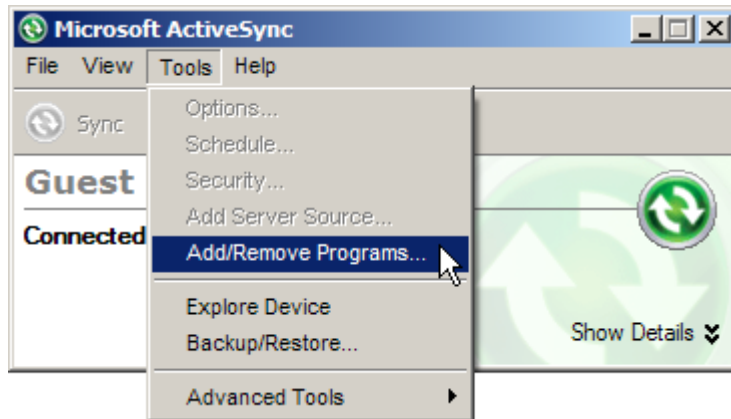 Microsoft ActiveSync
File View Tools Help
Sync
Options...
Schedule...
Security...
Add Server Source...
Add/Remove Programs...
Explore Device
Backup/Restore...
Advanced Tools
Guest
Connected
Show Details